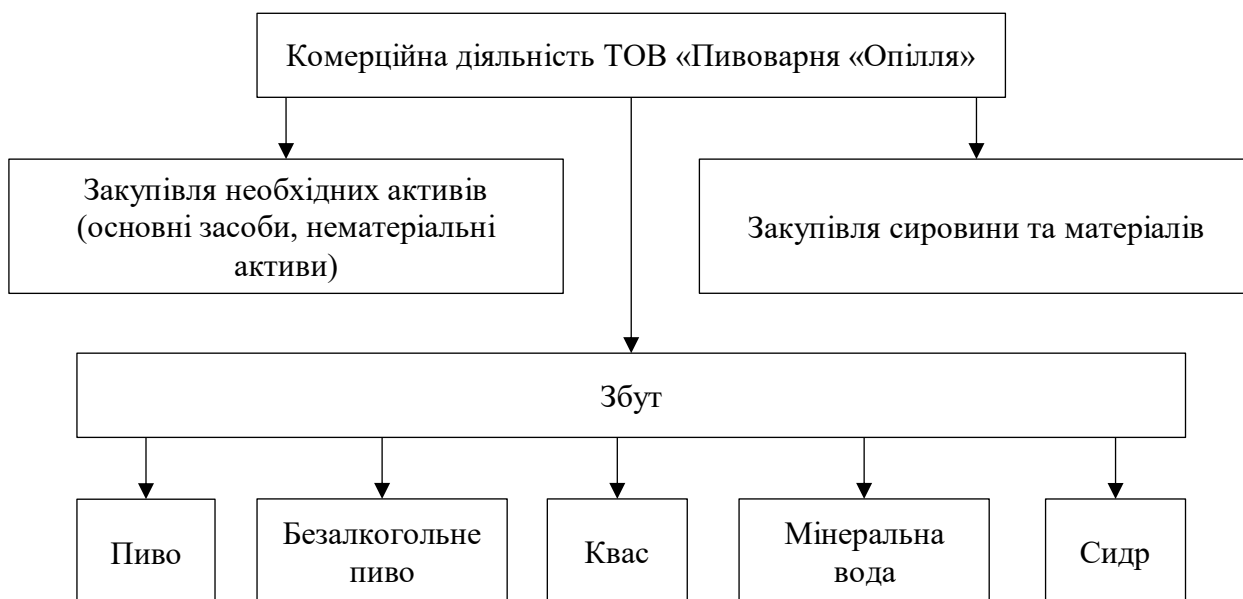 Комерційна діяльність ТОВ «Пивоварня «Опілля»
Закупівля необхідних активів
(основні засоби, нематеріальні
активи)
Закупівля сировини та матеріалів
Збут
Пиво
Безалкогольне
пиво
Квас
Мінеральна
вода
Сидр